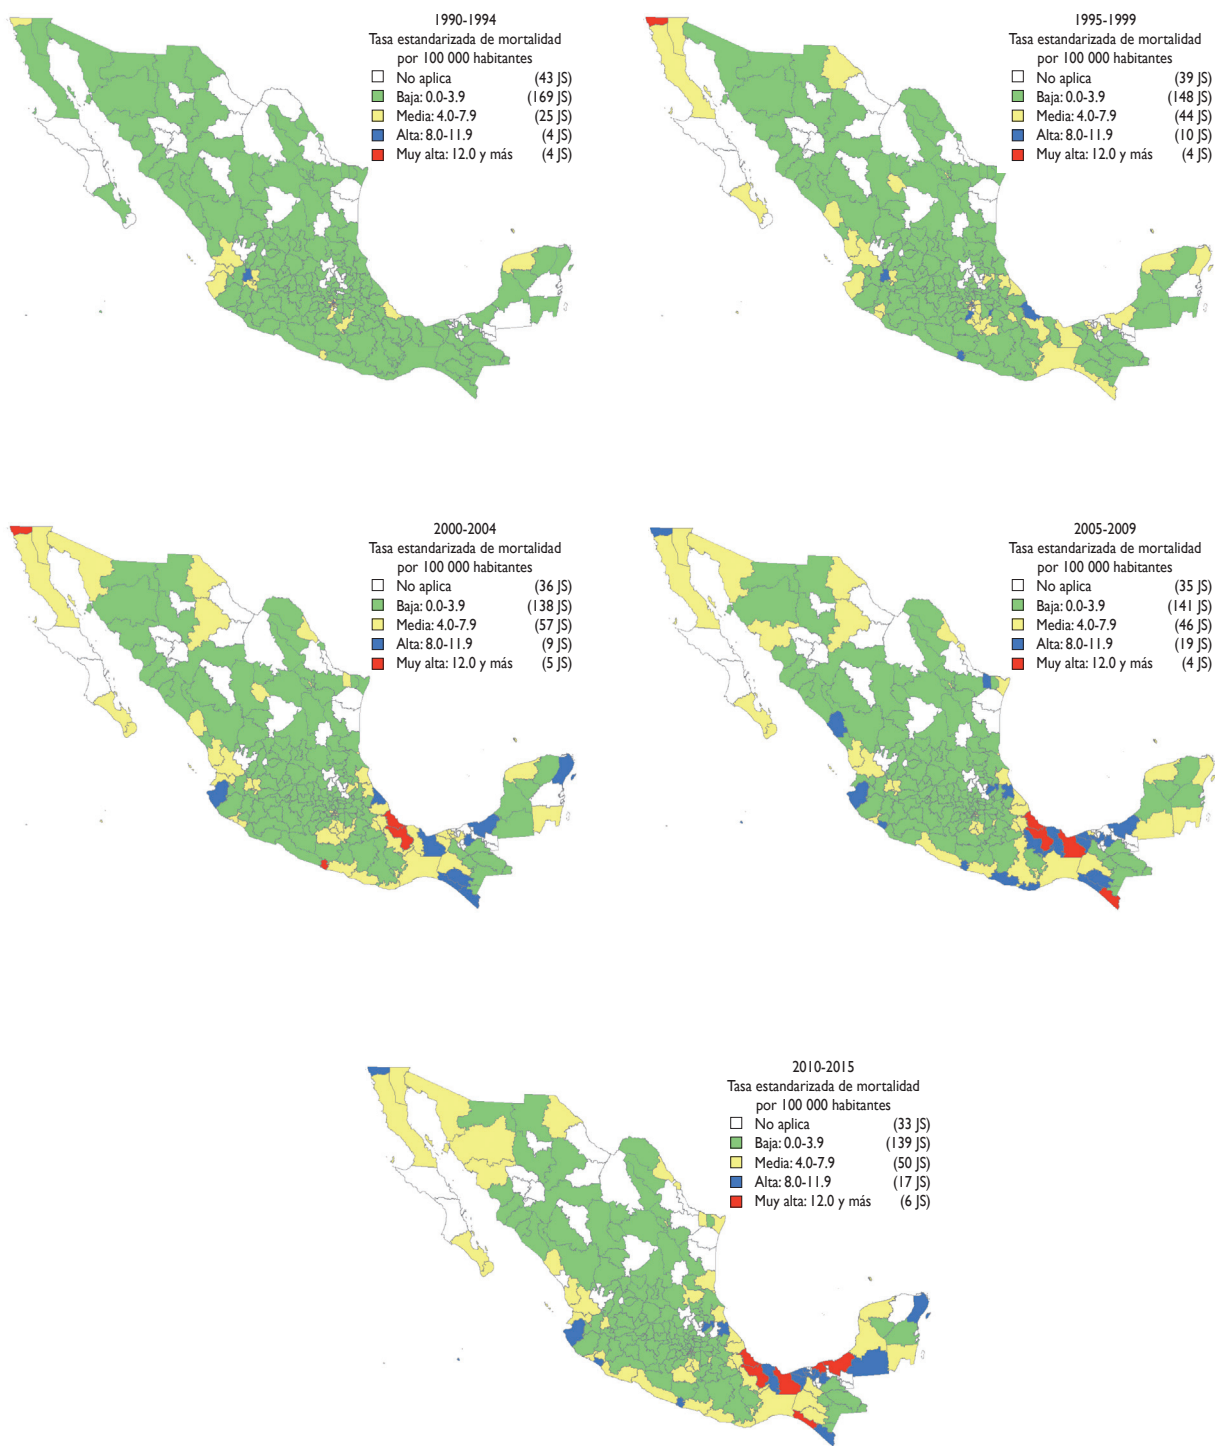 1990-1994
Tasa estandarizada de mortalidad
por 100 000 habitantes
No aplica (43 JS)
Baja: 0.0-3.9 (169 JS)
Media: 4.0-7.9 (25 JS)
Alta: 8.0-11.9 (4 JS)
Muy alta: 12.0 y más (4 JS)
1995-1999
Tasa estandarizada de mortalidad
por 100 000 habitantes
No aplica (39 JS)
Baja: 0.0-3.9 (148 JS)
Media: 4.0-7.9 (44 JS)
Alta: 8.0-11.9 (10 JS)
Muy alta: 12.0 y más (4 JS)
2000-2004
Tasa estandarizada de mortalidad
por 100 000 habitantes
No aplica (36 JS)
Baja: 0.0-3.9 (138 JS)
Media: 4.0-7.9 (57 JS)
Alta: 8.0-11.9 (9 JS)
Muy alta: 12.0 y más (5 JS)
2005-2009
Tasa estandarizada de mortalidad
por 100 000 habitantes
No aplica (35 JS)
Baja: 0.0-3.9 (141 JS)
Media: 4.0-7.9 (46 JS)
Alta: 8.0-11.9 (19 JS)
Muy alta: 12.0 y más (4 JS)
2010-2015
Tasa estandarizada de mortalidad
por 100 000 habitantes
No aplica (33 JS)
Baja: 0.0-3.9 (139 JS)
Media: 4.0-7.9 (50 JS)
Alta: 8.0-11.9 (17 JS)
Muy alta: 12.0 y más (6 JS)